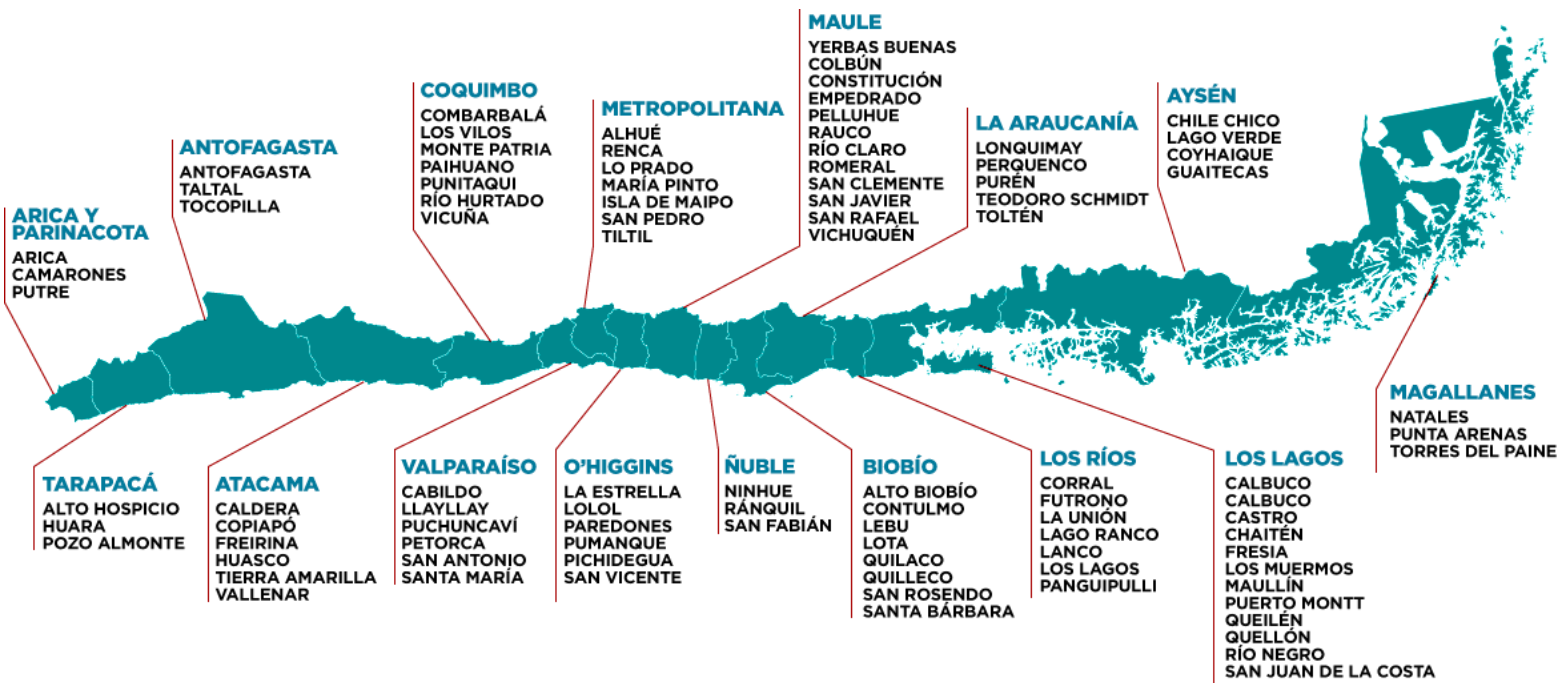 ARICA Y
PARINACOTA
ARICA
CAMARONES
PUTRE
ANTOFAGASTA
ANTOFAGASTA
TALTAL
TOCOPILLA
COQUIMBO
COMBARBALÁ
LOS VILOS
MONTE PATRIA
PAIHUANO
PUNITAQUI
RÍO HURTADO
VICUÑA
METROPOLITANA
ALHUÉ
RENCA
LO PRADO
MARÍA PINTO
ISLA DE MAIPO
SAN PEDRO
TILTIL
MAULE
YERBAS BUENAS
COLBÚN
CONSTITUCIÓN
EMPEDRADO
PELLUHUE
RAUCO
RÍO CLARO
ROMERAL
SAN CLEMENTE
SAN JAVIER
SAN RAFAEL
VICHUQUÉN
LA ARAUCANÍA
LONQUIMAY
PERQUENCO
PURÉN
TEODORO SCHMIDT
TOLTÉN
AYSÉN
CHILE CHICO
LAGO VERDE
COYHAIQUE
GUAITECAS
TARAPACÁ
ALTO HOSPICIO
HUARA
POZO ALMONTE
ATACAMA
CALDERA
COPIAPÓ
FREIRINA
HUASCO
TIERRA AMARILLA
VALLENAR
VALPARAÍSO
CABILDO
LLAYLLAY
PUCHUNCAVÍ
PETORCA
SAN ANTONIO
SANTA MARÍA
O’HIGGINS
LA ESTRELLA
LOLOL
PAREDONES
PUMANQUE
PICHIDEGUA
SAN VICENTE
ÑUBLE
NINHUE
RÁNQUIL
SAN FABIÁN
BIOBÍO
ALTO BIOBÍO
CONTULMO
LEBU
LOTA
QUILACO
QUILLECO
SAN ROSENDO
SANTA BÁRBARA
LOS RÍOS
CORRAL
FUTRONO
LA UNIÓN
LAGO RANCO
LANCO
LOS LAGOS
PANGUIPULLI
LOS LAGOS
CALBUCO
CALBUCO
CASTRO
CHAITÉN
FRESIA
LOS MUERMOS
MAULLÍN
PUERTO MONTT
QUEILÉN
QUELLÓN
RÍO NEGRO
SAN JUAN DE LA COSTA
MAGALLANES
NATALES
PUNTA ARENAS
TORRES DEL PAINE